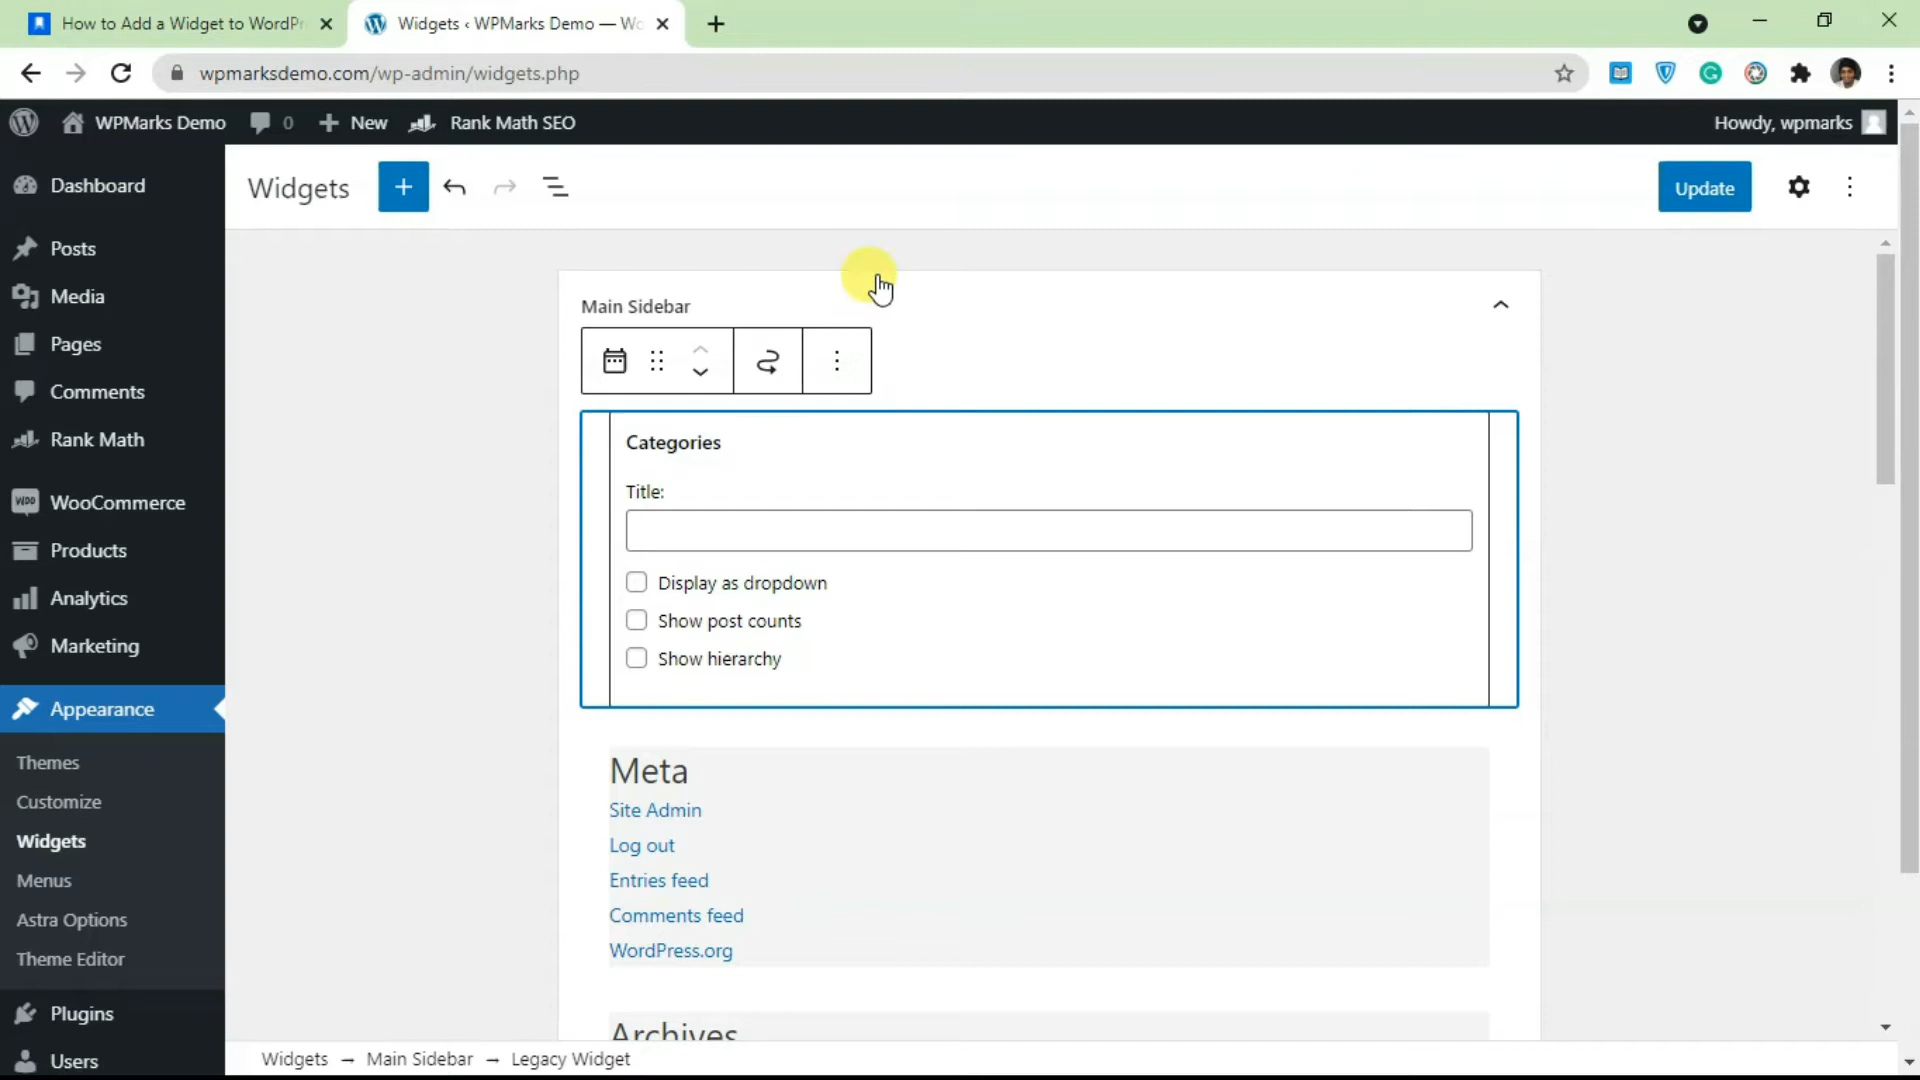 How to Add a Widget to WordPr
Widgets ‹ WPMarks Demo — Wo
wpmarksdemo.com/wp-admin/widgets.php
WPMarks Demo 0 New Rank Math SEO Howdy, wpmarks
Dashboard
Posts
Media
Pages
Comments
Rank Math
WooCommerce
Products
Analytics
Marketing
Appearance
Themes
Customize
Widgets
Menus
Astra Options
Theme Editor
Plugins
Users
Widgets
Update
Main Sidebar
Categories
Title:
Display as dropdown
Show post counts
Show hierarchy
Meta
Site Admin
Log out
Entries feed
Comments feed
WordPress.org
Archives
Widgets → Main Sidebar → Legacy Widget